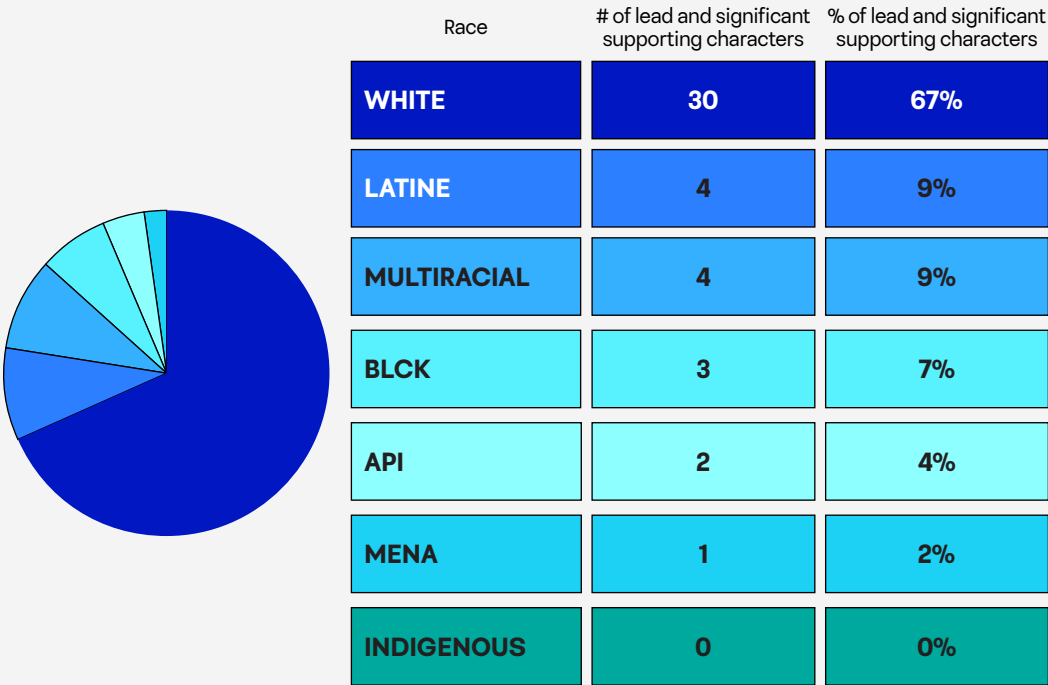 Race
# of lead and significant
supporting characters
% of lead and significant
supporting characters
WHITE 30 67%
LATINE 4 9%
MULTIRACIAL 4 9%
BLCK 3 7%
API 2 4%
MENA 1 2%
INDIGENOUS 0 0%